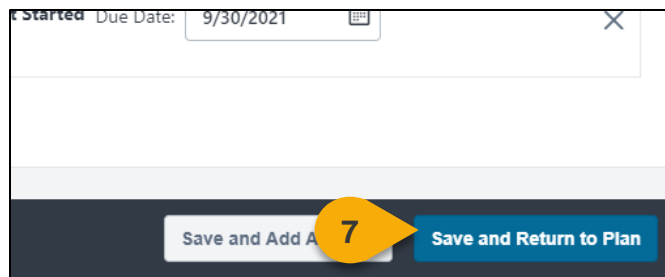 t Started Due Date: 9/30/2021
Save and Add A 7 Save and Return to Plan